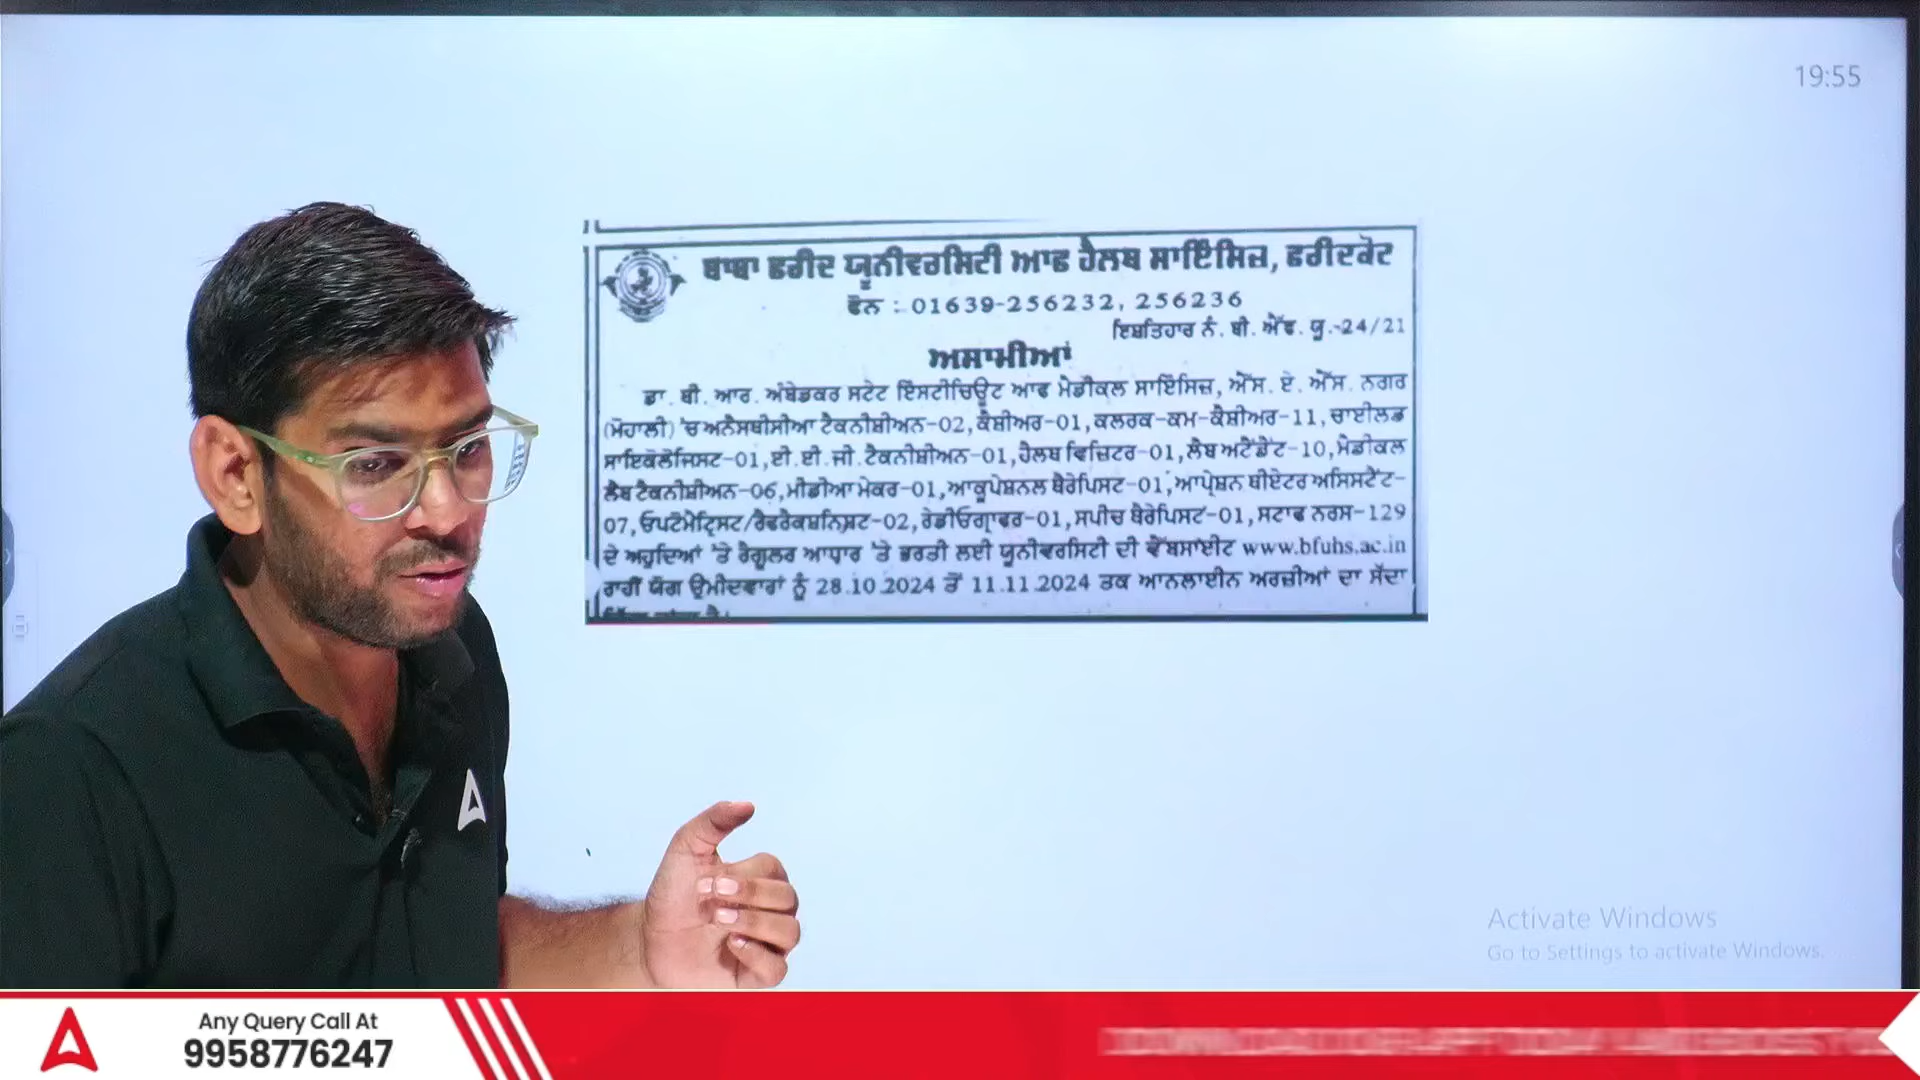 19:55
ਬਾਬਾ ਫਰੀਦ ਯੂਨੀਵਰਸਿਟੀ ਆਫ ਹੈਲਥ ਸਾਇੰਸਿਜ਼, ਫਰੀਦਕੋਟ
ਫੋਨ : 01639-256232, 256236
ਇਸ਼ਤਿਹਾਰ ਨੰ. ਬੀ. ਐੱਫ. ਯੂ.-24/21
ਅਸਾਮੀਆਂ
ਡਾ. ਬੀ. ਆਰ. ਅੰਬੇਡਕਰ ਸਟੇਟ ਇੰਸਟੀਚਿਊਟ ਆਫ ਮੈਡੀਕਲ ਸਾਇੰਸਿਜ਼, ਐੱਸ. ਏ. ਐੱਸ. ਨਗਰ
(ਮੋਹਾਲੀ) 'ਚ ਅਨੈਸਥੀਸੀਆ ਟੈਕਨੀਸ਼ੀਅਨ-02, ਕੈਸ਼ੀਅਰ-01, ਕਲਰਕ-ਕਮ-ਕੈਸ਼ੀਅਰ-11, ਚਾਈਲਡ
ਸਾਇਕੋਲੋਜਿਸਟ-01, ਈ.ਈ.ਜੀ. ਟੈਕਨੀਸ਼ੀਅਨ-01, ਹੈਲਥ ਵਿਜ਼ਿਟਰ-01, ਲੈਬ ਅਟੈਂਡੈਂਟ-10, ਮੈਡੀਕਲ
ਲੈਬ ਟੈਕਨੀਸ਼ੀਅਨ-06, ਮੀਡੀਆ ਮੇਕਰ-01, ਆਕੂਪੇਸ਼ਨਲ ਥੈਰੇਪਿਸਟ-01, ਆਪ੍ਰੇਸ਼ਨ ਥੀਏਟਰ ਅਸਿਸਟੈਂਟ-
07, ਓਪਟੋਮੈਟ੍ਰਿਸਟ/ਰੈਫਰੈਕਸ਼ਨਿਸ਼ਟ-02, ਰੇਡੀਓਗ੍ਰਾਫਰ-01, ਸਪੀਚ ਥੈਰੇਪਿਸਟ-01, ਸਟਾਫ ਨਰਸ-129
ਦੇ ਅਹੁਦਿਆਂ 'ਤੇ ਰੈਗੂਲਰ ਆਧਾਰ 'ਤੇ ਭਰਤੀ ਲਈ ਯੂਨੀਵਰਸਿਟੀ ਦੀ ਵੈੱਬਸਾਈਟ www.bfuhs.ac.in
ਰਾਹੀਂ ਯੋਗ ਉਮੀਦਵਾਰਾਂ ਨੂੰ 28.10.2024 ਤੋਂ 11.11.2024 ਤਕ ਆਨਲਾਈਨ ਅਰਜ਼ੀਆਂ ਦਾ ਸੱਦਾ
Activate Windows
Go to Settings to activate Windows.
Any Query Call At
9958776247